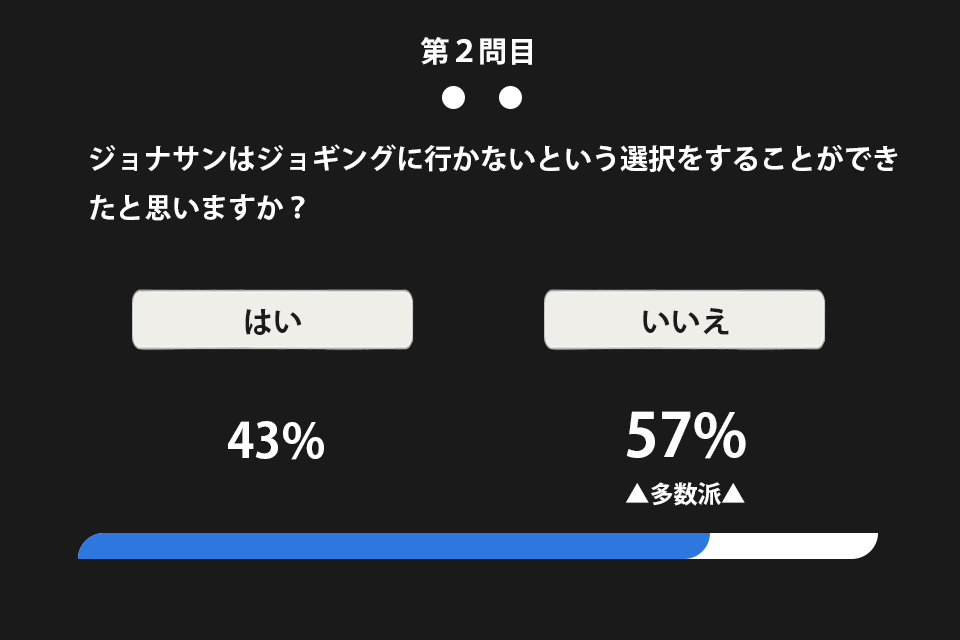 第２問目
ジョナサンはジョギングに行かないという選択をすることができ
たと思いますか？
はい
いいえ
43%
57%
▲多数派▲